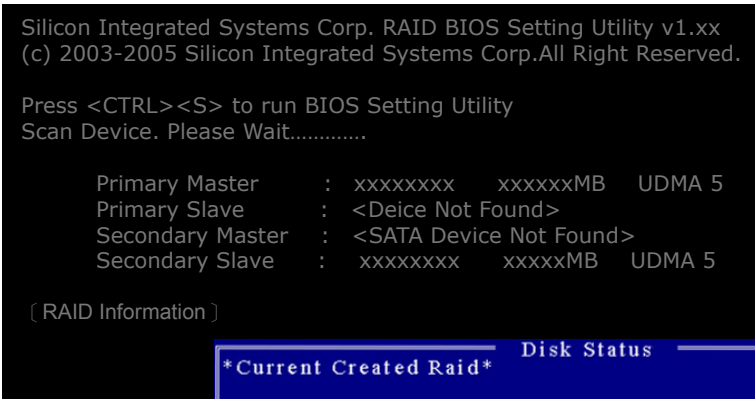 Silicon Integrated Systems Corp. RAID BIOS Setting Utility v1.xx
(c) 2003-2005 Silicon Integrated Systems Corp.All Right Reserved.
Press <CTRL><S> to run BIOS Setting Utility
Scan Device. Please Wait………….
Primary Master : xxxxxxxx xxxxxxMB UDMA 5
Primary Slave : <Deice Not Found>
Secondary Master : <SATA Device Not Found>
Secondary Slave : xxxxxxxx xxxxxMB UDMA 5
〔RAID Information〕
Disk Status
*Current Created Raid*